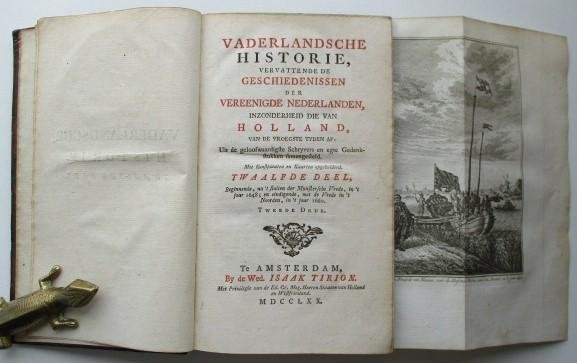 VADERLANDSCHE
HISTORIE,
VERVATTENDE DE
GESCHIEDENISSEN
DER
VEREENIGDE NEDERLANDEN,
INZONDERHEID DIE VAN
HOLLAND,
VAN DE VROEGSTE TYDEN AF:
Uit de geloofwaardigste Schryvers en egte Gedenk-
stukken samengesteld.
Met Konstplaaten en Kaarten opgehelderd.
TWAALFDE DEEL,
Beginnende, na 't sluiten der Munstersche Vrede, in 't
jaar 1648; en eindigende, met de Vrede in 't
Noorden, in 't jaar 1660.
TWEEDE DRUK.
Te AMSTERDAM,
By de Wed. ISAAK TIRION.
Met Privilegie van de Ed. Gr. Mog. Heeren Staaten van Holland
en Westfriesland.
MDCCLXX.